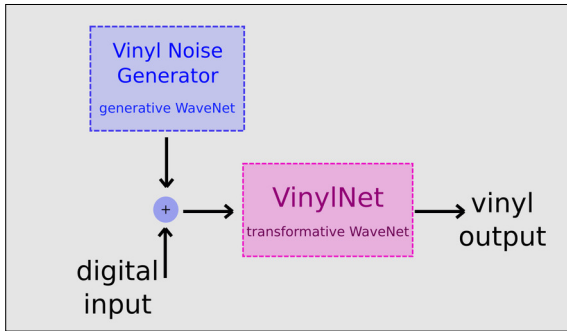 Vinyl Noise
Generator
generative WaveNet
+
VinylNet
transformative WaveNet
vinyl
output
digital
input